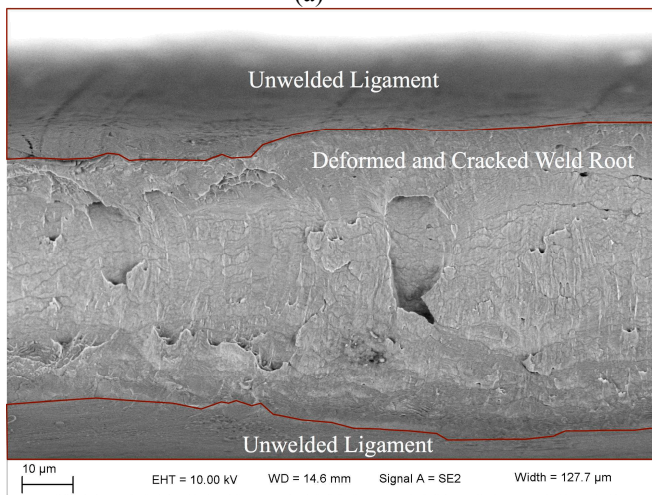 (a)
Unwelded Ligament
Deformed and Cracked Weld Root
Unwelded Ligament
10 µm
EHT = 10.00 kV WD = 14.6 mm Signal A = SE2 Width = 127.7 µm